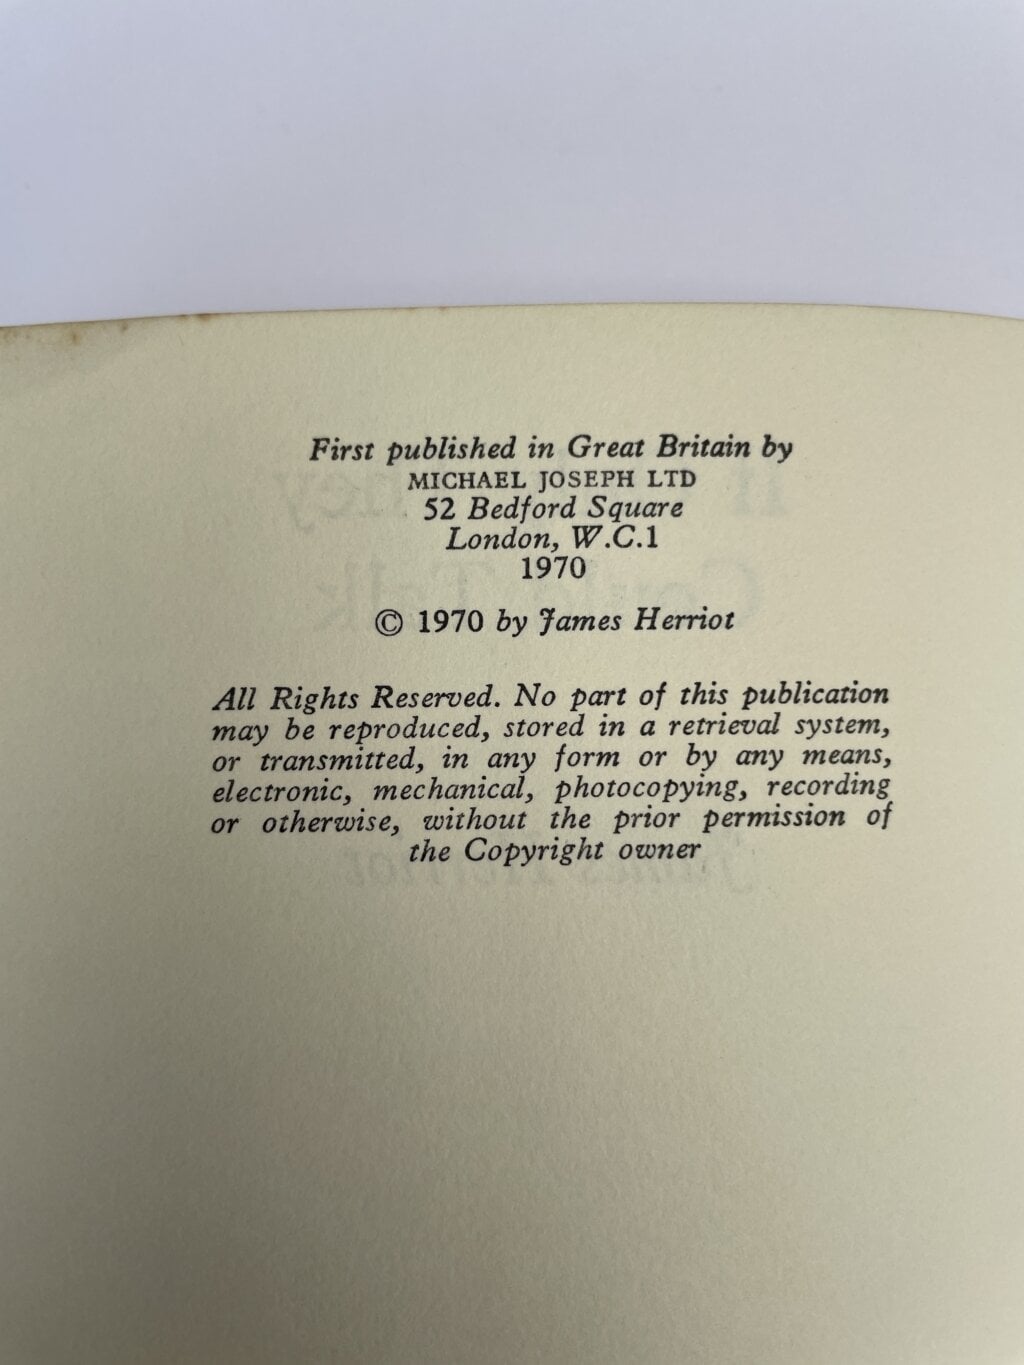 First published in Great Britain by
MICHAEL JOSEPH LTD
52 Bedford Square
London, W.C.1
1970
© 1970 by James Herriot
All Rights Reserved. No part of this publication
may be reproduced, stored in a retrieval system,
or transmitted, in any form or by any means,
electronic, mechanical, photocopying, recording
or otherwise, without the prior permission of
the Copyright owner